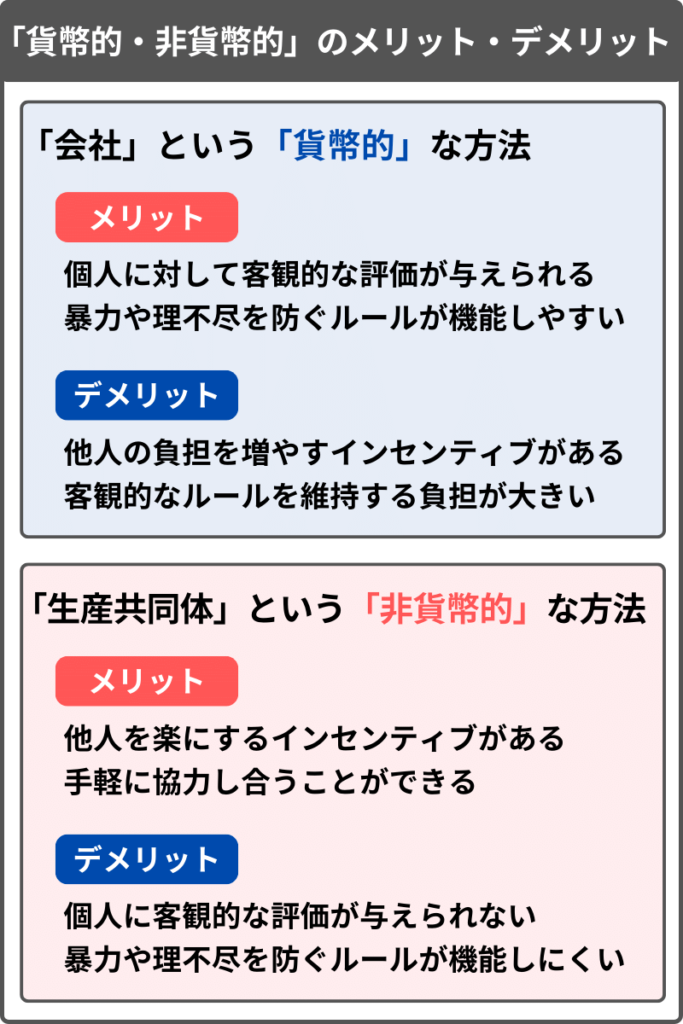 「貨幣的・非貨幣的」のメリット・デメリット
「会社」という「貨幣的」な方法
メリット
個人に対して客観的な評価が与えられる
暴力や理不尽を防ぐルールが機能しやすい
デメリット
他人の負担を増やすインセンティブがある
客観的なルールを維持する負担が大きい
「生産共同体」という「非貨幣的」な方法
メリット
他人を楽にするインセンティブがある
手軽に協力し合うことができる
デメリット
個人に客観的な評価が与えられない
暴力や理不尽を防ぐルールが機能しにくい